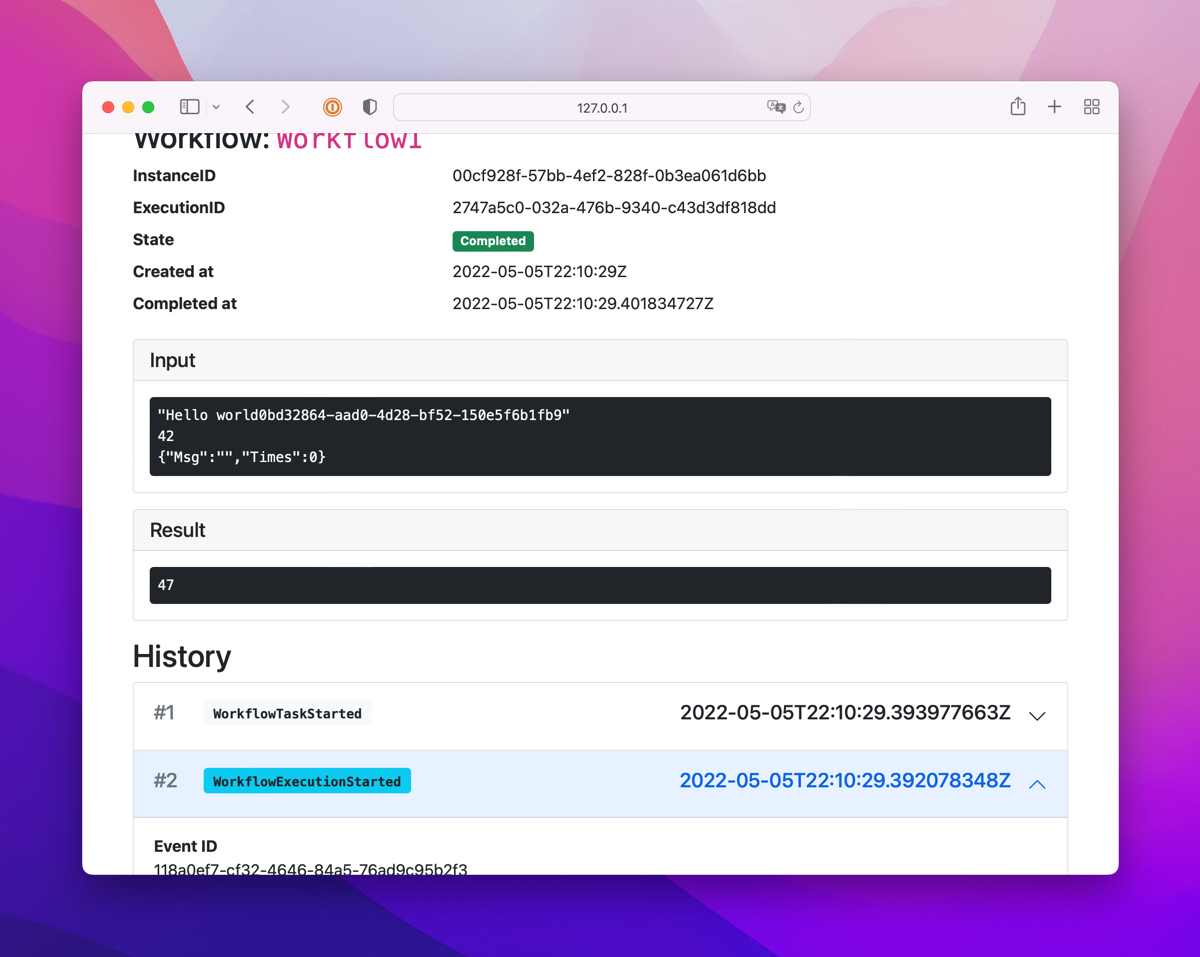 127.0.0.1
Workflow: Workflow1
InstanceID 00cf928f-57bb-4ef2-828f-0b3ea061d6bb
ExecutionID 2747a5c0-032a-476b-9340-c43d3df818dd
State Completed
Created at 2022-05-05T22:10:29Z
Completed at 2022-05-05T22:10:29.401834727Z
Input
"Hello world0bd32864-aad0-4d28-bf52-150e5f6b1fb9"
42
{"Msg":"","Times":0}
Result
47
History
#1 WorkflowTaskStarted 2022-05-05T22:10:29.393977663Z
#2 WorkflowExecutionStarted 2022-05-05T22:10:29.392078348Z
Event ID
118a0ef7-cf32-4646-84a5-76ad9c95b2f3